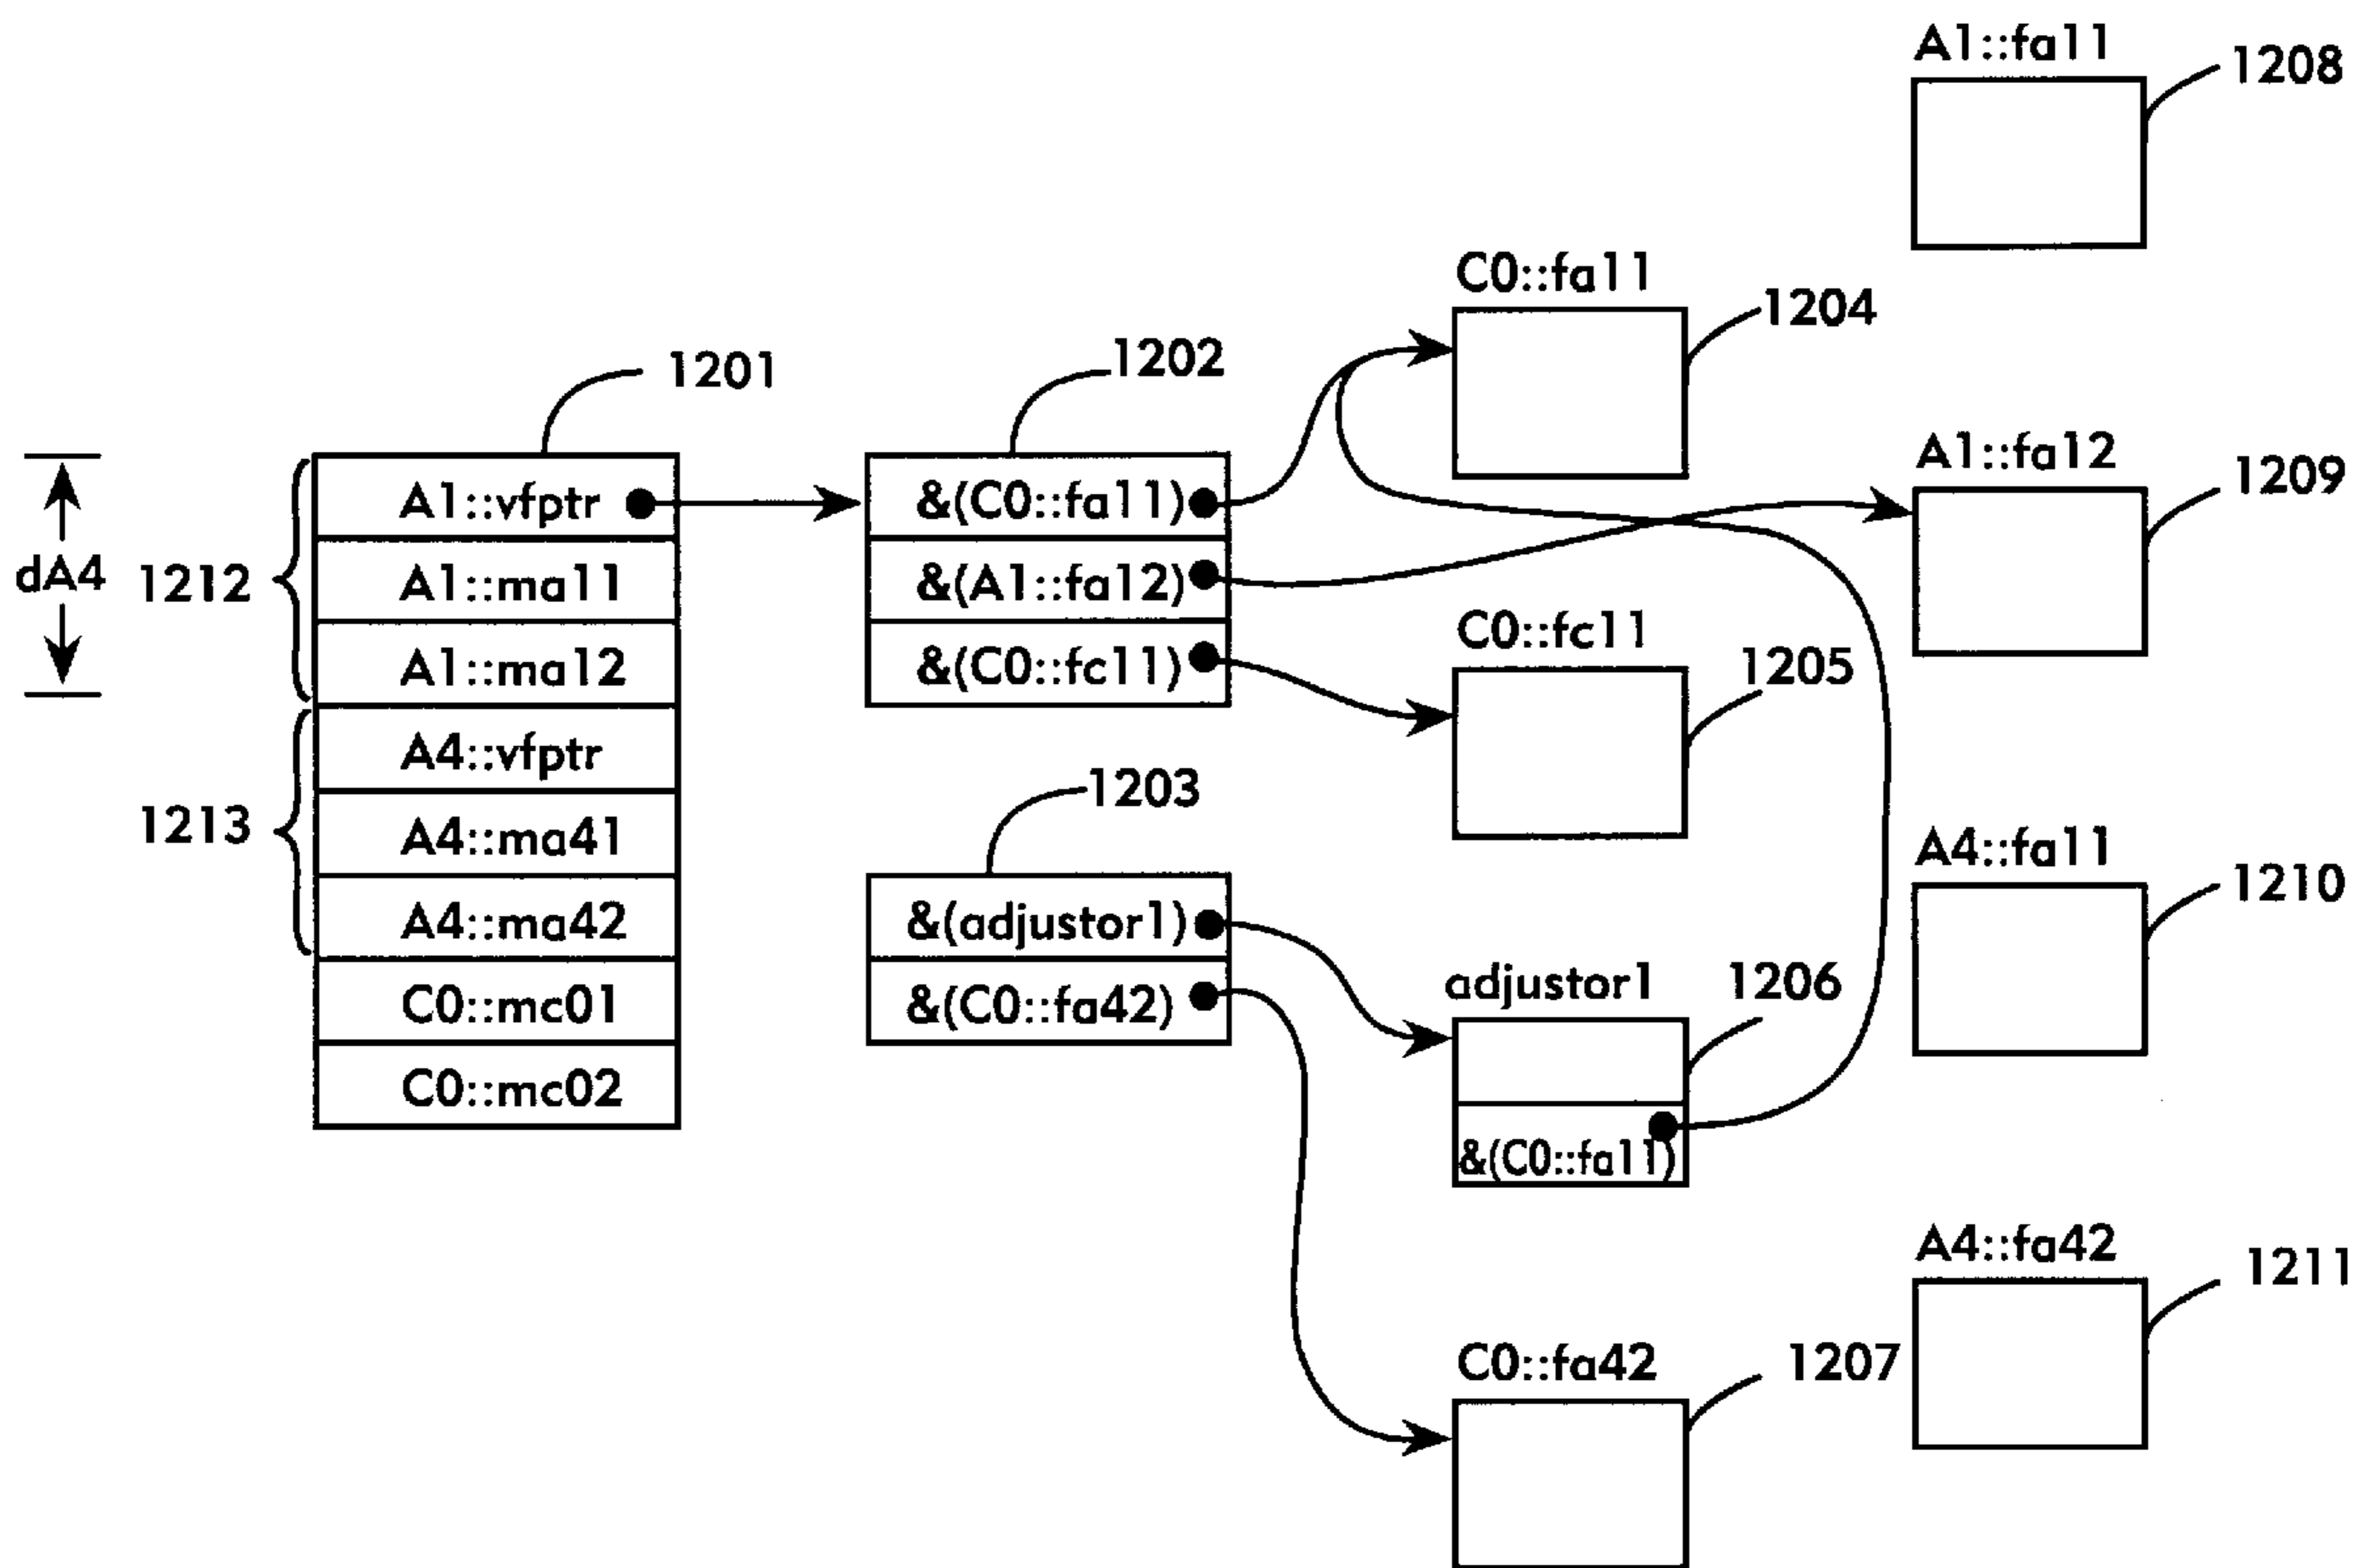 A1::fa11
1208
C0::fa11
1204
1201
1202
A1::fa12
1209
dA4
1212
A1::vfptr
A1::ma11
A1::ma12
&(C0::fa11)
&(A1::fa12)
&(C0::fc11)
C0::fc11
1205
1213
A4::vfptr
A4::ma41
A4::ma42
C0::mc01
C0::mc02
1203
&(adjustor1)
&(C0::fa42)
A4::fa11
1210
adjustor1
1206
&(C0::fa11)
A4::fa42
1211
C0::fa42
1207